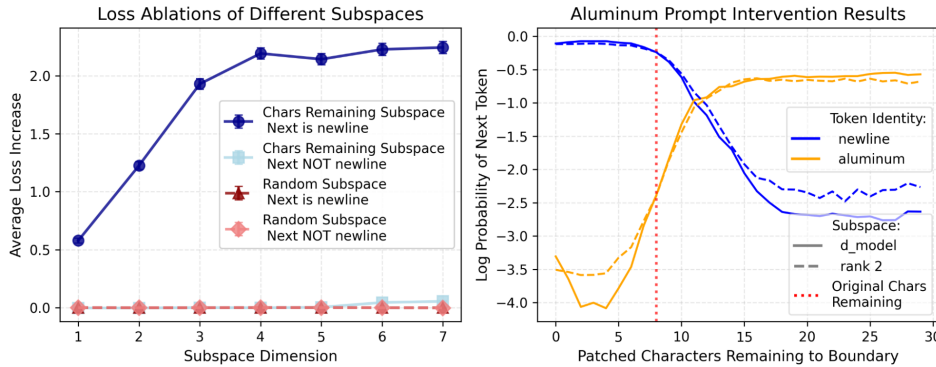 Loss Ablations of Different Subspaces
Average Loss Increase
2.0
1.5
1.0
0.5
0.0
Chars Remaining Subspace
Next is newline
Chars Remaining Subspace
Next NOT newline
Random Subspace
Next is newline
Random Subspace
Next NOT newline
1 2 3 4 5 6 7
Subspace Dimension
Aluminum Prompt Intervention Results
Log Probability of Next Token
0.0
−0.5
−1.0
−1.5
−2.0
−2.5
−3.0
−3.5
−4.0
Token Identity:
newline
aluminum
Subspace:
d_model
rank 2
Original Chars
Remaining
0 5 10 15 20 25 30
Patched Characters Remaining to Boundary